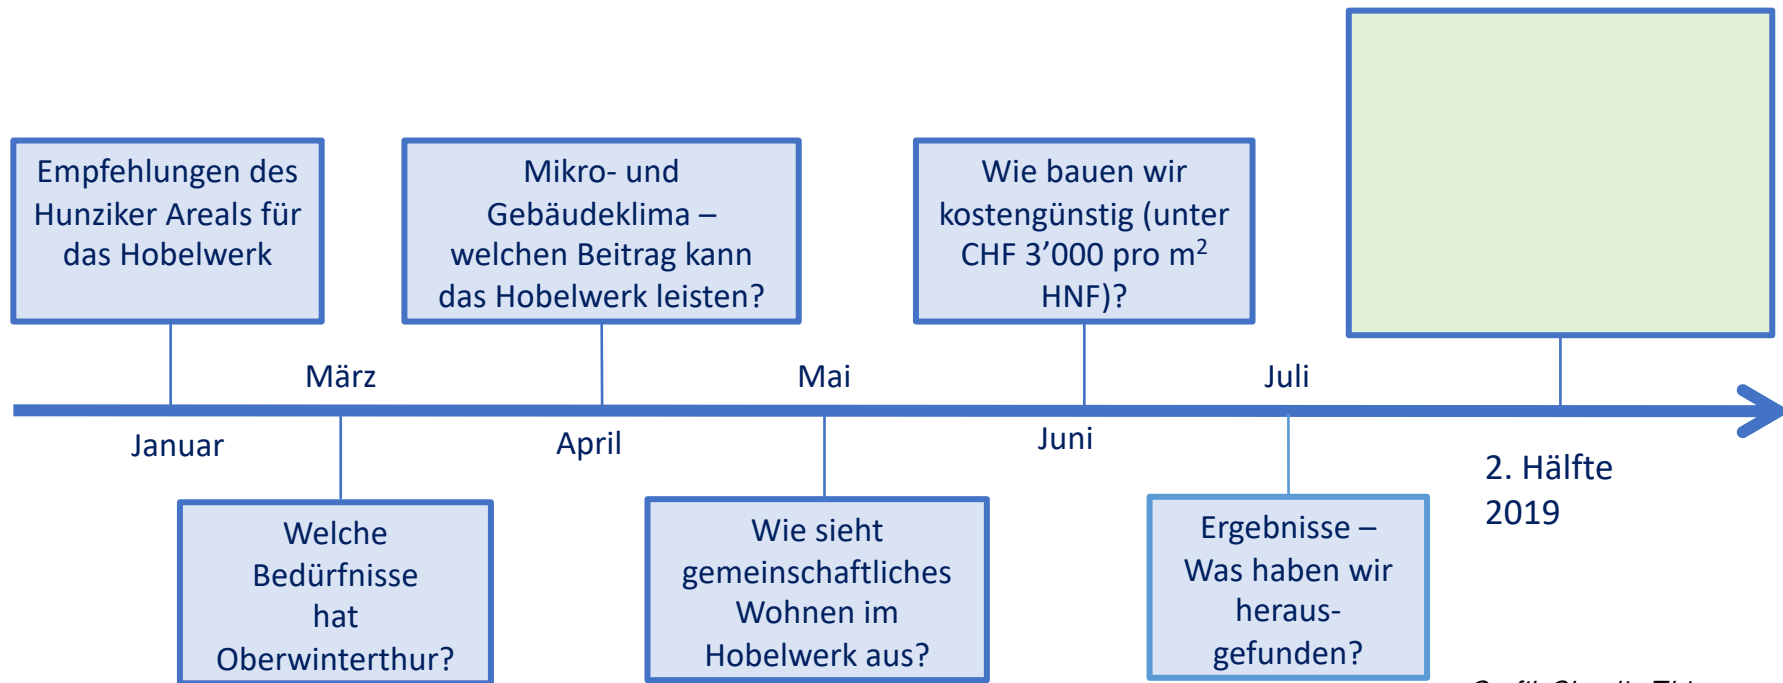 Empfehlungen des
Hunziker Areals für
das Hobelwerk
Mikro- und
Gebäudeklima –
welchen Beitrag kann
das Hobelwerk leisten?
Wie bauen wir
kostengünstig (unter
CHF 3’000 pro m²
HNF)?
März
Mai
Juli
Januar
April
Juni
2. Hälfte
2019
Welche
Bedürfnisse
hat
Oberwinterthur?
Wie sieht
gemeinschaftliches
Wohnen im
Hobelwerk aus?
Ergebnisse –
Was haben wir
heraus-
gefunden?